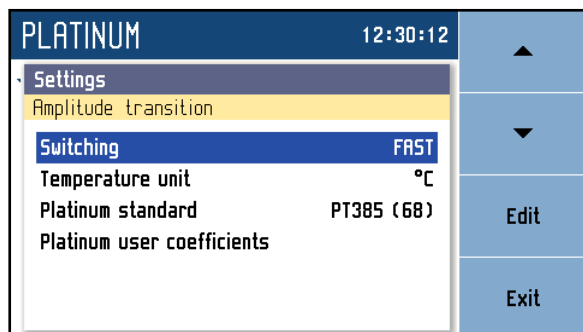 PLATINUM 12:30:12
Settings
Amplitude transition
Switching FAST
Temperature unit °C
Platinum standard PT385 (68)
Platinum user coefficients
Edit
Exit